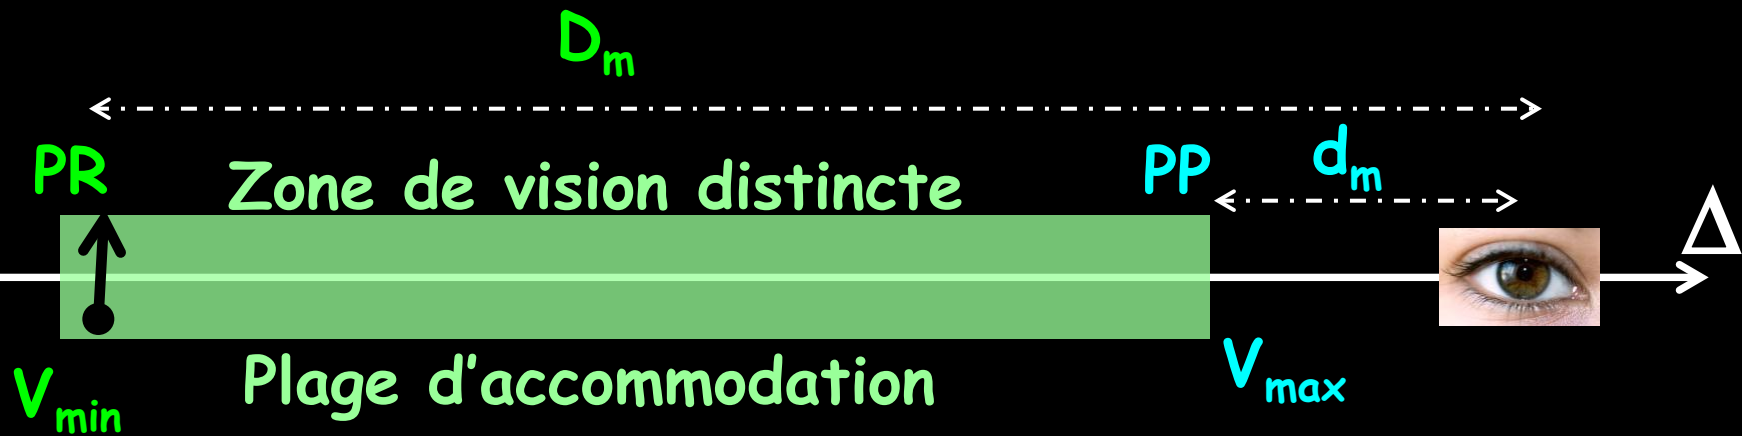 Dm
PR
Zone de vision distincte
PP
dm
Δ
Vmin
Plage d'accommodation
Vmax